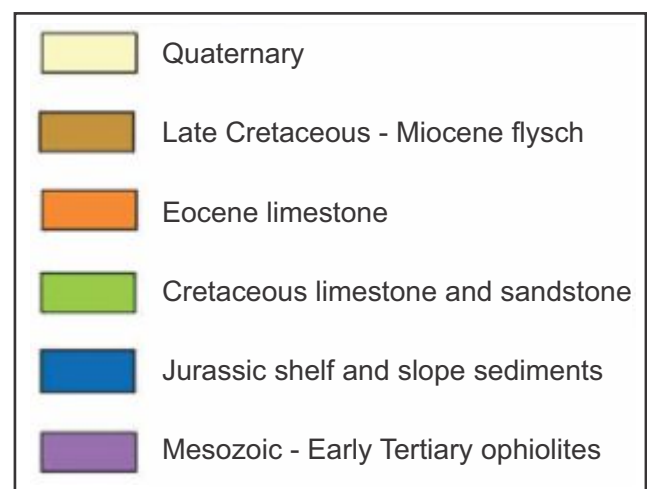 Quaternary
Late Cretaceous - Miocene flysch
Eocene limestone
Cretaceous limestone and sandstone
Jurassic shelf and slope sediments
Mesozoic - Early Tertiary ophiolites